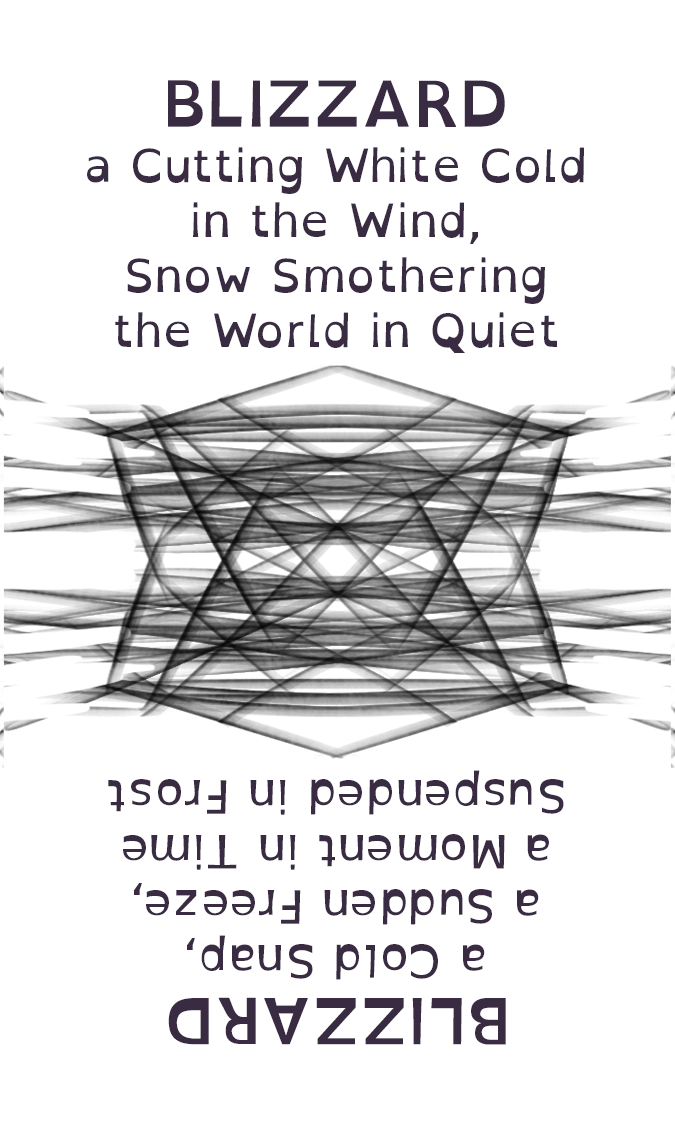 BLIZZARD
a Cutting White Cold
in the Wind,
Snow Smothering
the World in Quiet
BLIZZARD
a Cold Snap,
a Sudden Freeze,
a Moment in Time
Suspended in Frost